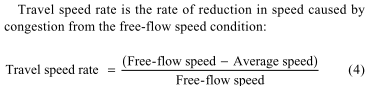 Travel speed rate is the rate of reduction in speed caused by
congestion from the free-flow speed condition:
Travel speed rate = (Free-flow speed − Average speed) / Free-flow speed (4)